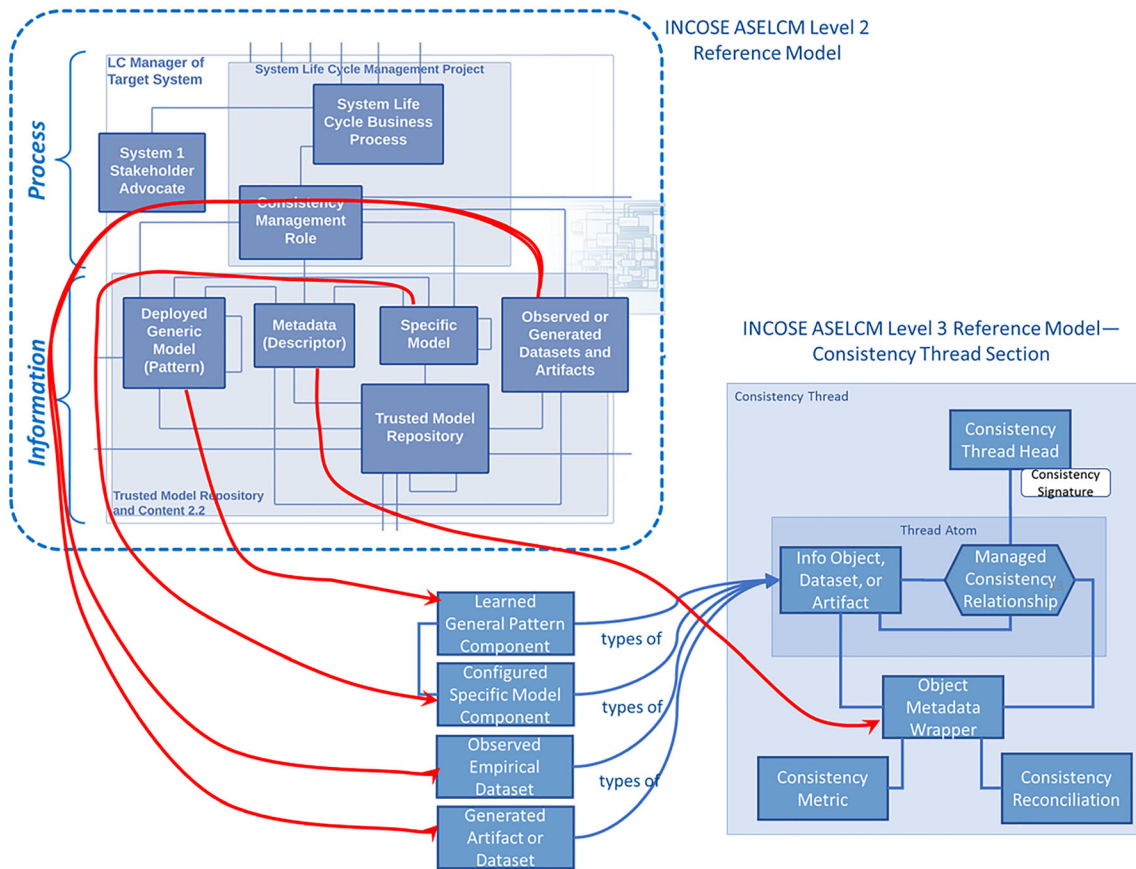 INCOSE ASELCM Level 2
Reference Model
LC Manager of
Target System
System Life Cycle Management Project
Process
System Life
Cycle Business
Process
System 1
Stakeholder
Advocate
Consistency
Management
Role
Information
Deployed
Generic
Model
(Pattern)
Metadata
(Descriptor)
Specific
Model
Observed or
Generated
Datasets and
Artifacts
Trusted Model
Repository
Trusted Model Repository
and Content 2.2
INCOSE ASELCM Level 3 Reference Model—
Consistency Thread Section
Consistency Thread
Consistency
Thread Head
Consistency
Signature
Thread Atom
Info Object,
Dataset, or
Artifact
Managed
Consistency
Relationship
Object
Metadata
Wrapper
Consistency
Metric
Consistency
Reconciliation
Learned
General Pattern
Component
types of
Configured
Specific Model
Component
types of
Observed
Empirical
Dataset
types of
Generated
Artifact or
Dataset